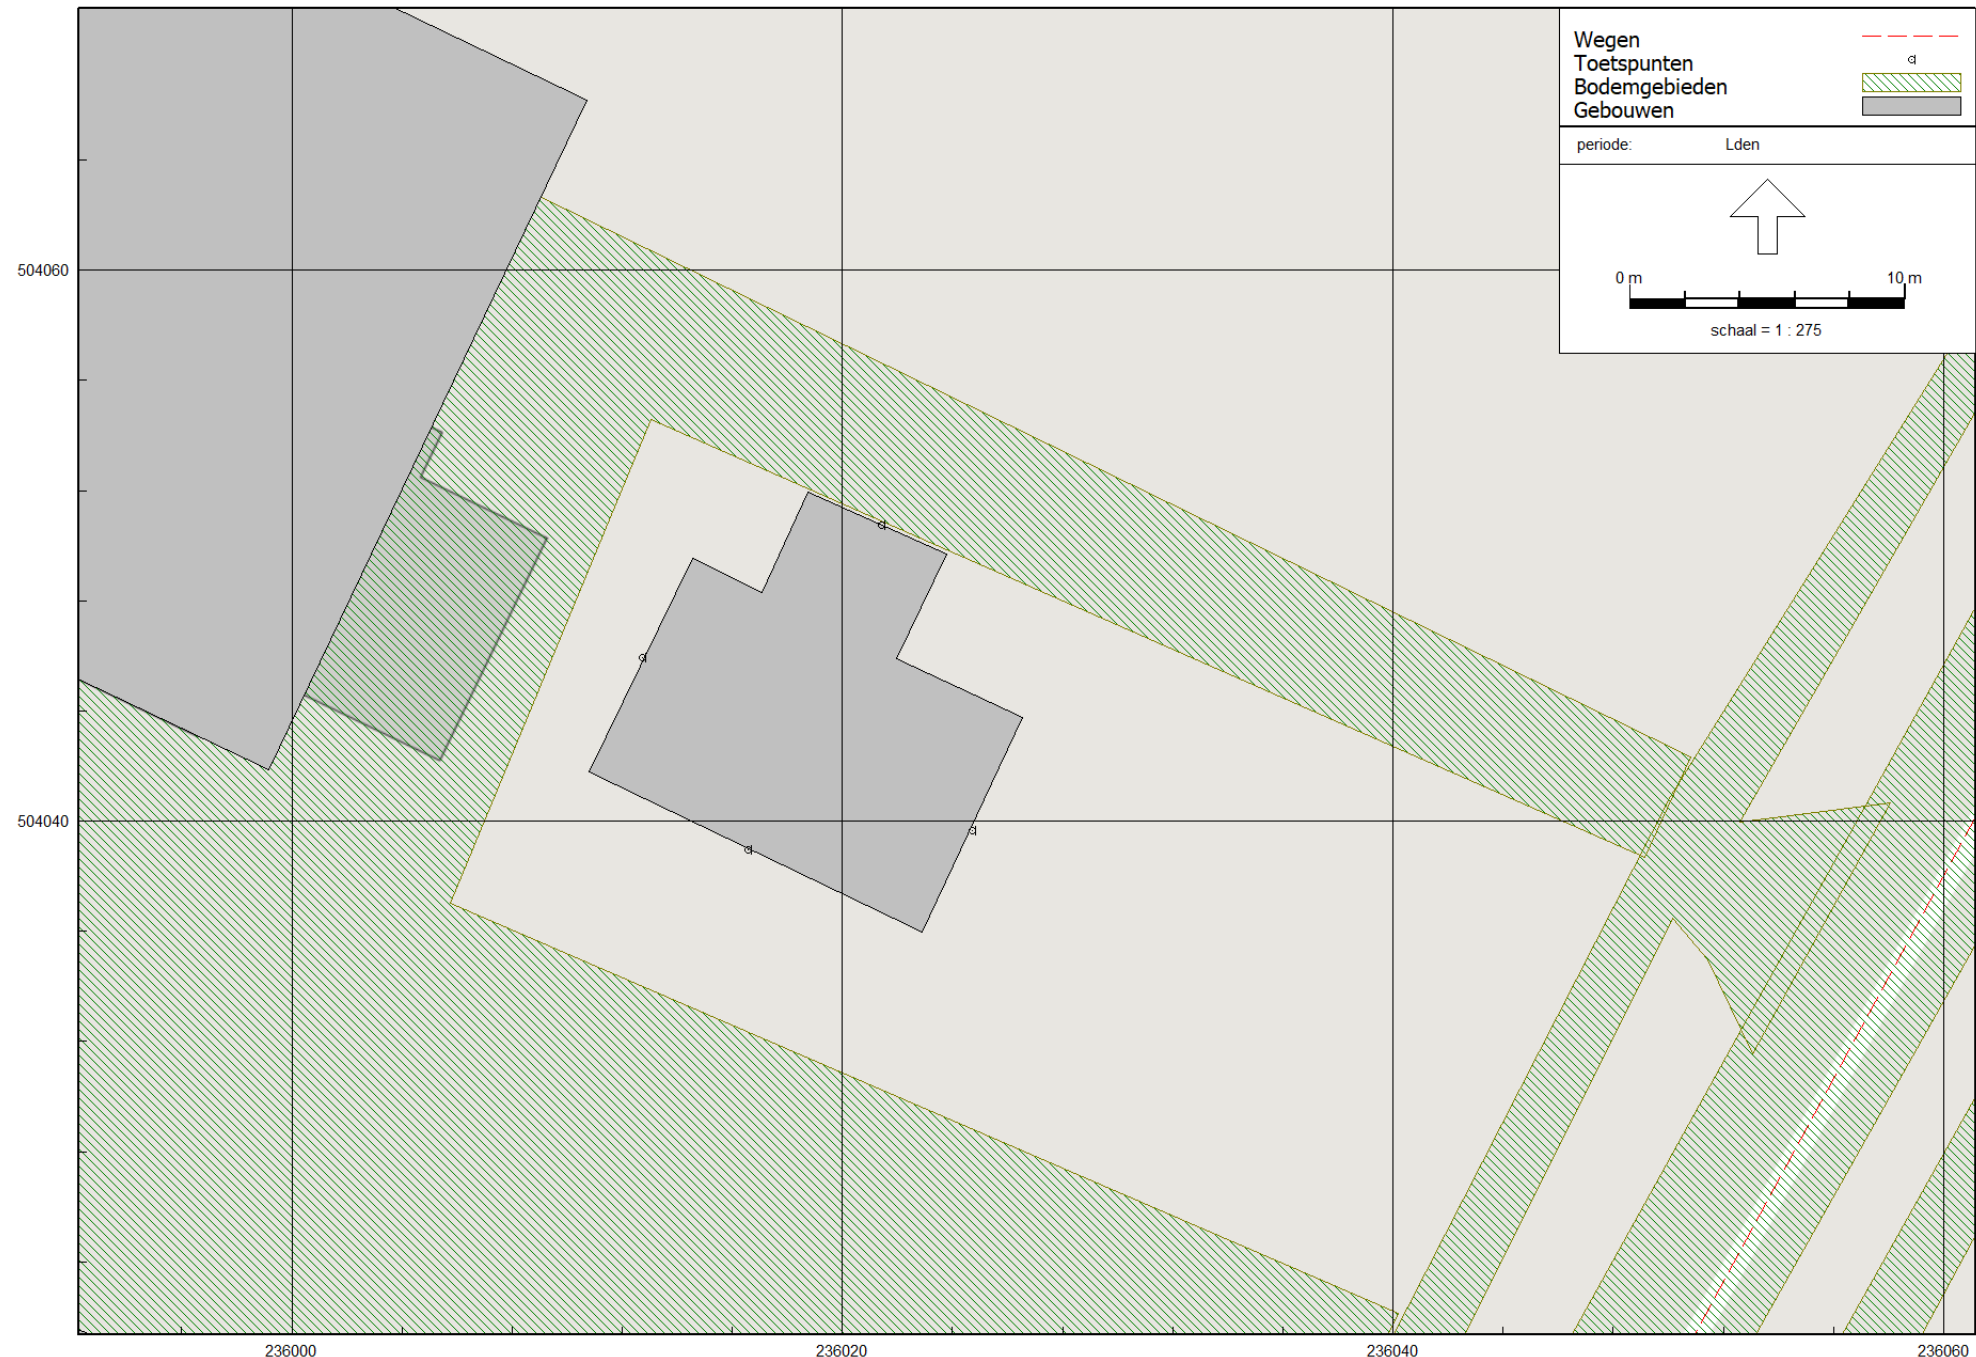 Wegen
Toetspunten
Bodemgebieden
Gebouwen
periode: Lden
0 m 10 m
schaal = 1 : 275
504060
504040
236000 236020 236040 236060